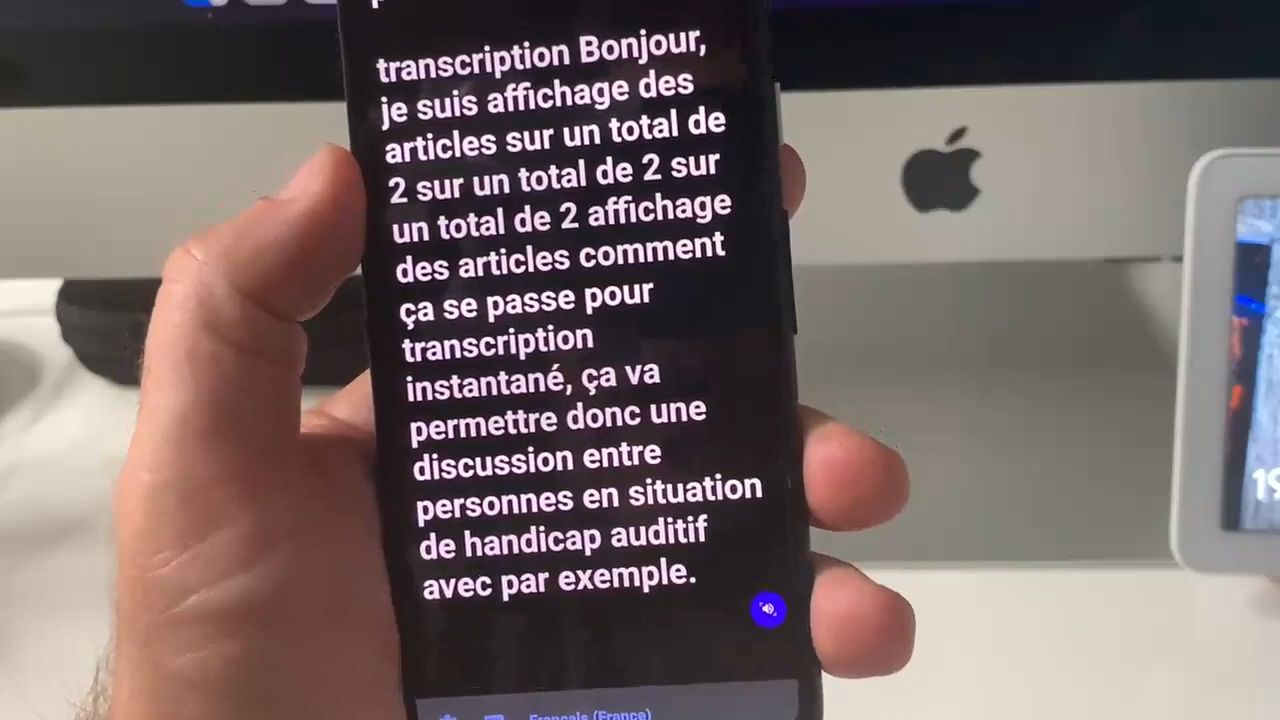 transcription Bonjour,
je suis affichage des
articles sur un total de
2 sur un total de 2 sur
un total de 2 affichage
des articles comment
ça se passe pour
transcription
instantané, ça va
permettre donc une
discussion entre
personnes en situation
de handicap auditif
avec par exemple.
Français (France)